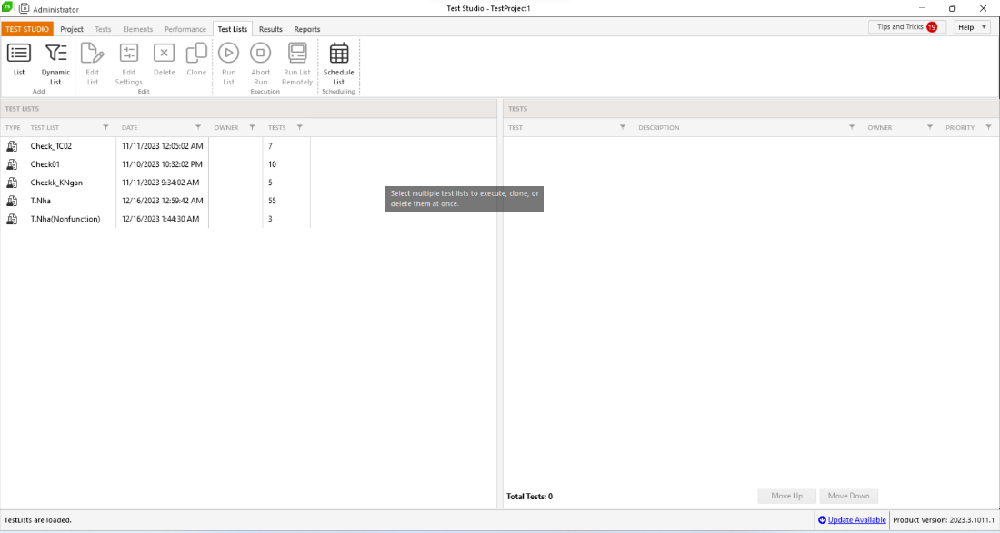 Administrator
Test Studio - TestProject1
TEST STUDIO Project Tests Elements Performance Test Lists Results Reports
Tips and Tricks 19 Help
List
Dynamic List
Edit List
Edit Settings
Delete
Clone
Run List
Abort Run
Run List Remotely
Schedule List
Add Edit Execution Scheduling
TEST LISTS
TYPE TEST LIST DATE OWNER TESTS
Check_TC02 11/11/2023 12:05:02 AM 7
Check01 11/10/2023 10:32:02 PM 10
Checkk_KNgan 11/11/2023 9:34:02 AM 5
T.Nha 12/16/2023 12:59:42 AM 55
T.Nha(Nonfunction) 12/16/2023 1:44:30 AM 3
Select multiple test lists to execute, clone, or
delete them at once.
TESTS
TEST DESCRIPTION OWNER PRIORITY
Total Tests: 0
Move Up Move Down
TestLists are loaded.
Update Available
Product Version: 2023.3.1011.1